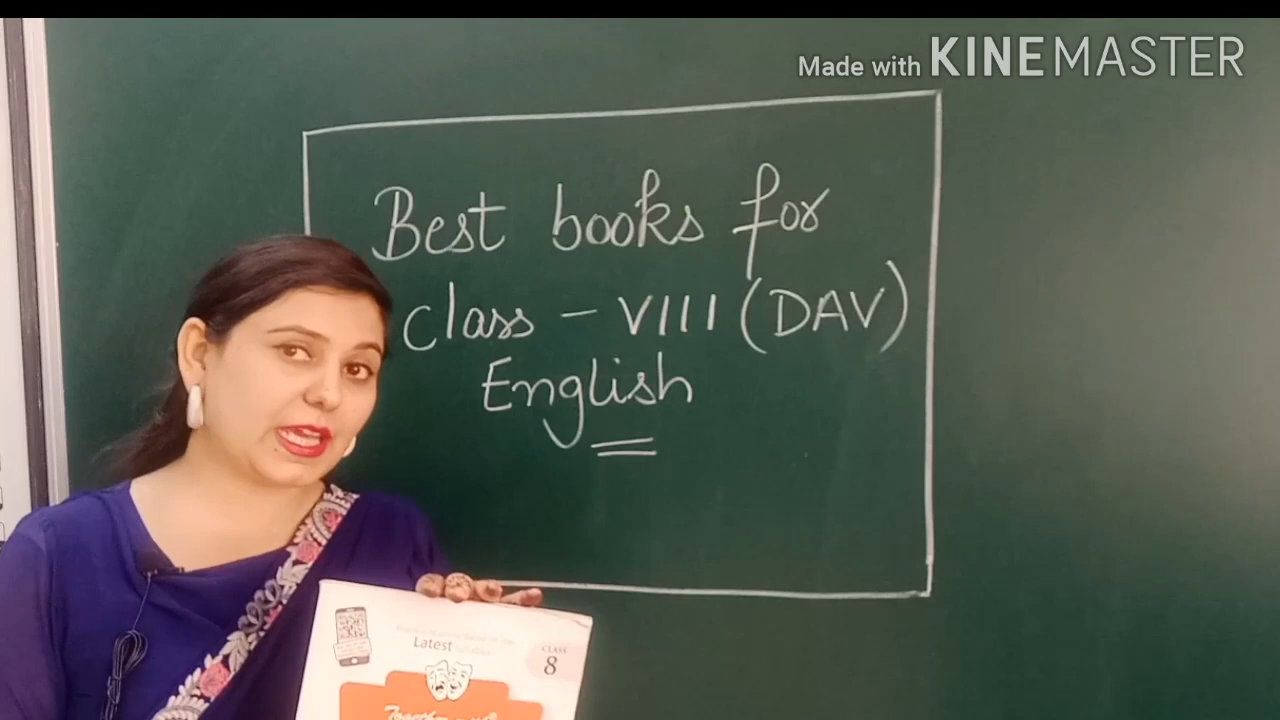 Made with KINEMASTER
Best books for
Class - VIII (DAV)
English
Latest
CLASS
8